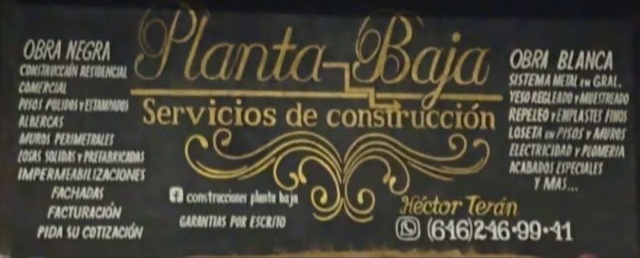 Planta Baja
Servicios de construcción
OBRA NEGRA
CONSTRUCCIÓN RESIDENCIAL
COMERCIAL
PISOS PULIDOS Y ESTAMPADOS
ALBERCAS
MUROS PERIMETRALES
LOSAS SOLIDAS Y PREFABRICADAS
IMPERMEABILIZACIONES
FACHADAS
FACTURACIÓN
PIDA SU COTIZACIÓN
construcciones planta baja
GARANTIAS POR ESCRITO
OBRA BLANCA
SISTEMA METAL EN GRAL.
YESO REGLEADO Y MUESTREADO
REPELEO Y EMPLASTES FINOS
LOSETA EN PISOS Y MUROS
ELECTRICIDAD Y PLOMERIA
ACABADOS ESPECIALES
Y MAS...
Héctor Terán
(646)246•99•41